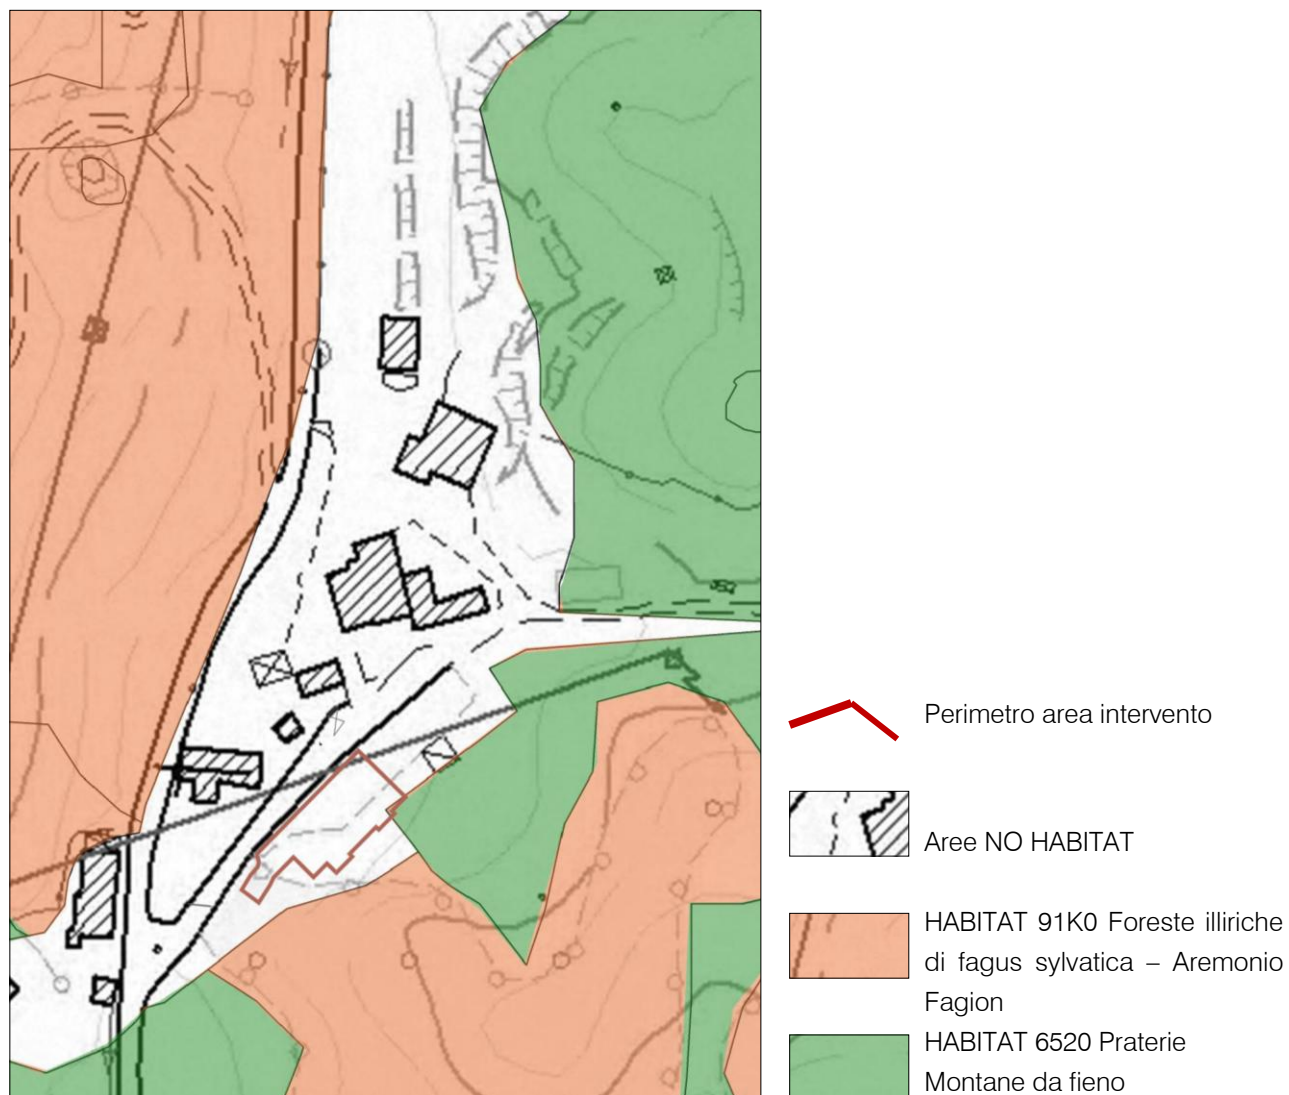 Perimetro area intervento
Aree NO HABITAT
HABITAT 91K0 Foreste illiriche
di fagus sylvatica – Aremonio
Fagion
HABITAT 6520 Praterie
Montane da fieno